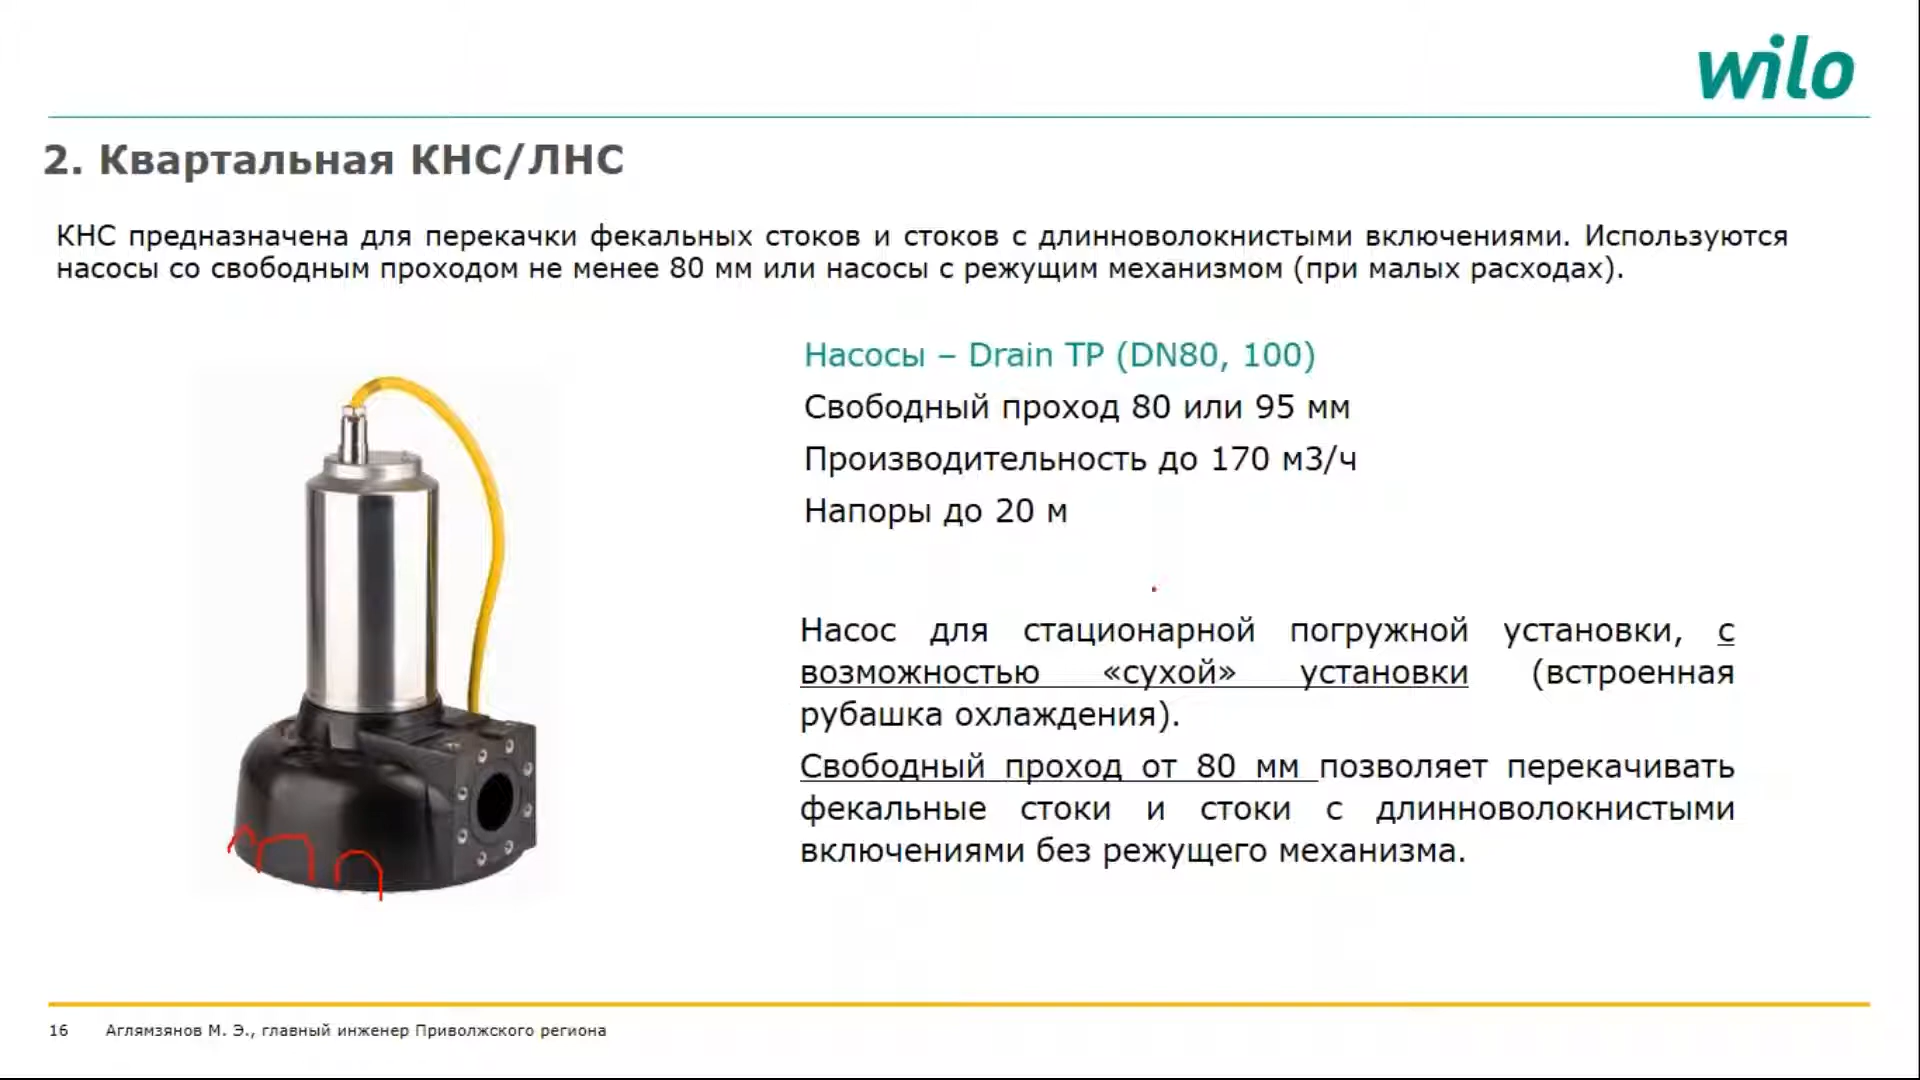 wilo
2. Квартальная КНС/ЛНС
КНС предназначена для перекачки фекальных стоков и стоков с длинноволокнистыми включениями. Используются
насосы со свободным проходом не менее 80 мм или насосы с режущим механизмом (при малых расходах).
Насосы – Drain TP (DN80, 100)
Свободный проход 80 или 95 мм
Производительность до 170 м3/ч
Напоры до 20 м
Насос для стационарной погружной установки, с
возможностью «сухой» установки (встроенная
рубашка охлаждения).
Свободный проход от 80 мм позволяет перекачивать
фекальные стоки и стоки с длинноволокнистыми
включениями без режущего механизма.
16 Аглямзянов М. Э., главный инженер Приволжского региона